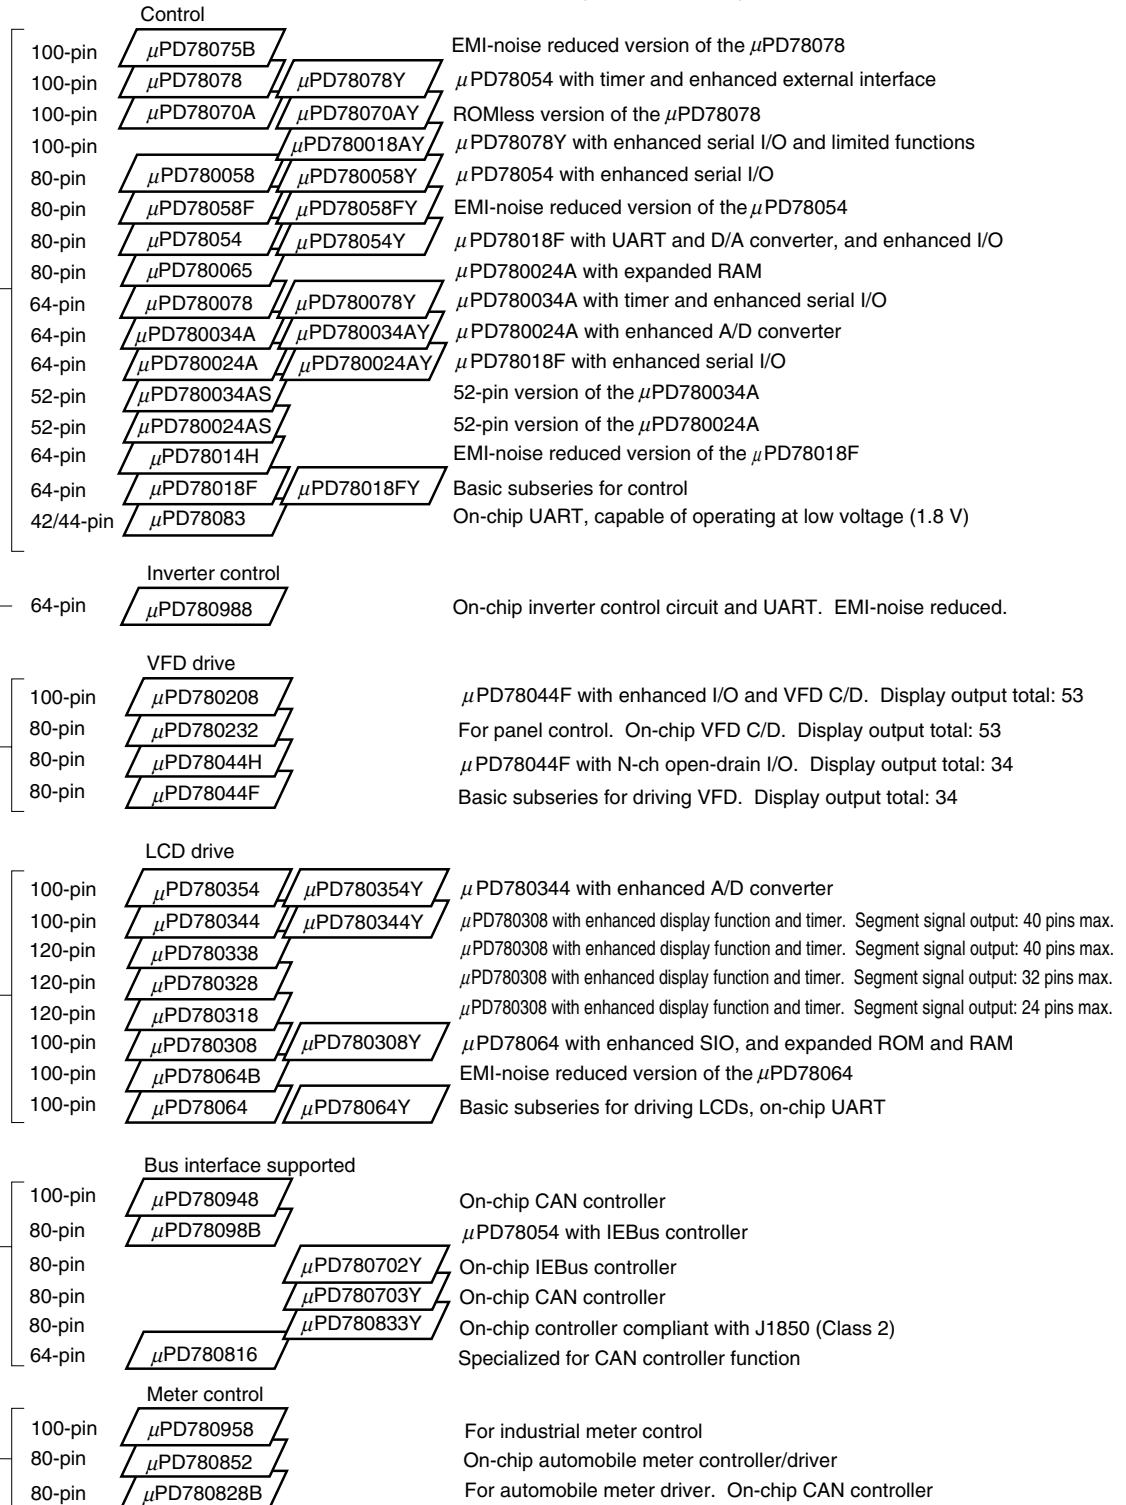 Control
100-pin μPD78075B EMI-noise reduced version of the μPD78078
100-pin μPD78078 μPD78078Y μPD78054 with timer and enhanced external interface
100-pin μPD78070A μPD78070AY ROMless version of the μPD78078
100-pin μPD780018AY μPD78078Y with enhanced serial I/O and limited functions
80-pin μPD780058 μPD780058Y μPD78054 with enhanced serial I/O
80-pin μPD78058F μPD78058FY EMI-noise reduced version of the μPD78054
80-pin μPD78054 μPD78054Y μPD78018F with UART and D/A converter, and enhanced I/O
80-pin μPD780065 μPD780024A with expanded RAM
64-pin μPD780078 μPD780078Y μPD780034A with timer and enhanced serial I/O
64-pin μPD780034A μPD780034AY μPD780024A with enhanced A/D converter
64-pin μPD780024A μPD780024AY μPD78018F with enhanced serial I/O
52-pin μPD780034AS 52-pin version of the μPD780034A
52-pin μPD780024AS 52-pin version of the μPD780024A
64-pin μPD78014H EMI-noise reduced version of the μPD78018F
64-pin μPD78018F μPD78018FY Basic subseries for control
42/44-pin μPD78083 On-chip UART, capable of operating at low voltage (1.8 V)
Inverter control
64-pin μPD780988 On-chip inverter control circuit and UART. EMI-noise reduced.
VFD drive
100-pin μPD780208 μPD78044F with enhanced I/O and VFD C/D. Display output total: 53
80-pin μPD780232 For panel control. On-chip VFD C/D. Display output total: 53
80-pin μPD78044H μPD78044F with N-ch open-drain I/O. Display output total: 34
80-pin μPD78044F Basic subseries for driving VFD. Display output total: 34
LCD drive
100-pin μPD780354 μPD780354Y μPD780344 with enhanced A/D converter
100-pin μPD780344 μPD780344Y μPD780308 with enhanced display function and timer. Segment signal output: 40 pins max.
120-pin μPD780338 μPD780308 with enhanced display function and timer. Segment signal output: 40 pins max.
120-pin μPD780328 μPD780308 with enhanced display function and timer. Segment signal output: 32 pins max.
120-pin μPD780318 μPD780308 with enhanced display function and timer. Segment signal output: 24 pins max.
100-pin μPD780308 μPD780308Y μPD78064 with enhanced SIO, and expanded ROM and RAM
100-pin μPD78064B EMI-noise reduced version of the μPD78064
100-pin μPD78064 μPD78064Y Basic subseries for driving LCDs, on-chip UART
Bus interface supported
100-pin μPD780948 On-chip CAN controller
80-pin μPD78098B μPD78054 with IEBus controller
80-pin μPD780702Y On-chip IEBus controller
80-pin μPD780703Y On-chip CAN controller
80-pin μPD780833Y On-chip controller compliant with J1850 (Class 2)
64-pin μPD780816 Specialized for CAN controller function
Meter control
100-pin μPD780958 For industrial meter control
80-pin μPD780852 On-chip automobile meter controller/driver
80-pin μPD780828B For automobile meter driver. On-chip CAN controller